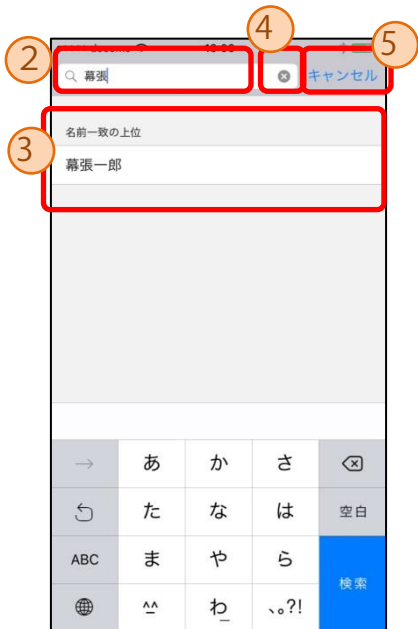 ④
②
⑤
幕張
キャンセル
③
名前一致の上位
幕張一郎
→ あ か さ
た な は 空白
ABC ま や ら
検索
^^ わ_ 、。?!